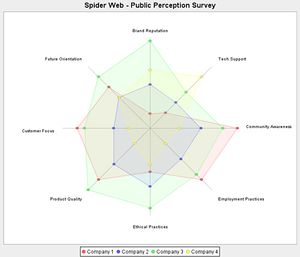 Spider Web - Public Perception Survey
Brand Reputation
Future Orientation
Tech Support
Customer Focus
Community Awareness
Product Quality
Employment Practices
Ethical Practices
Company 1 Company 2 Company 3 Company 4